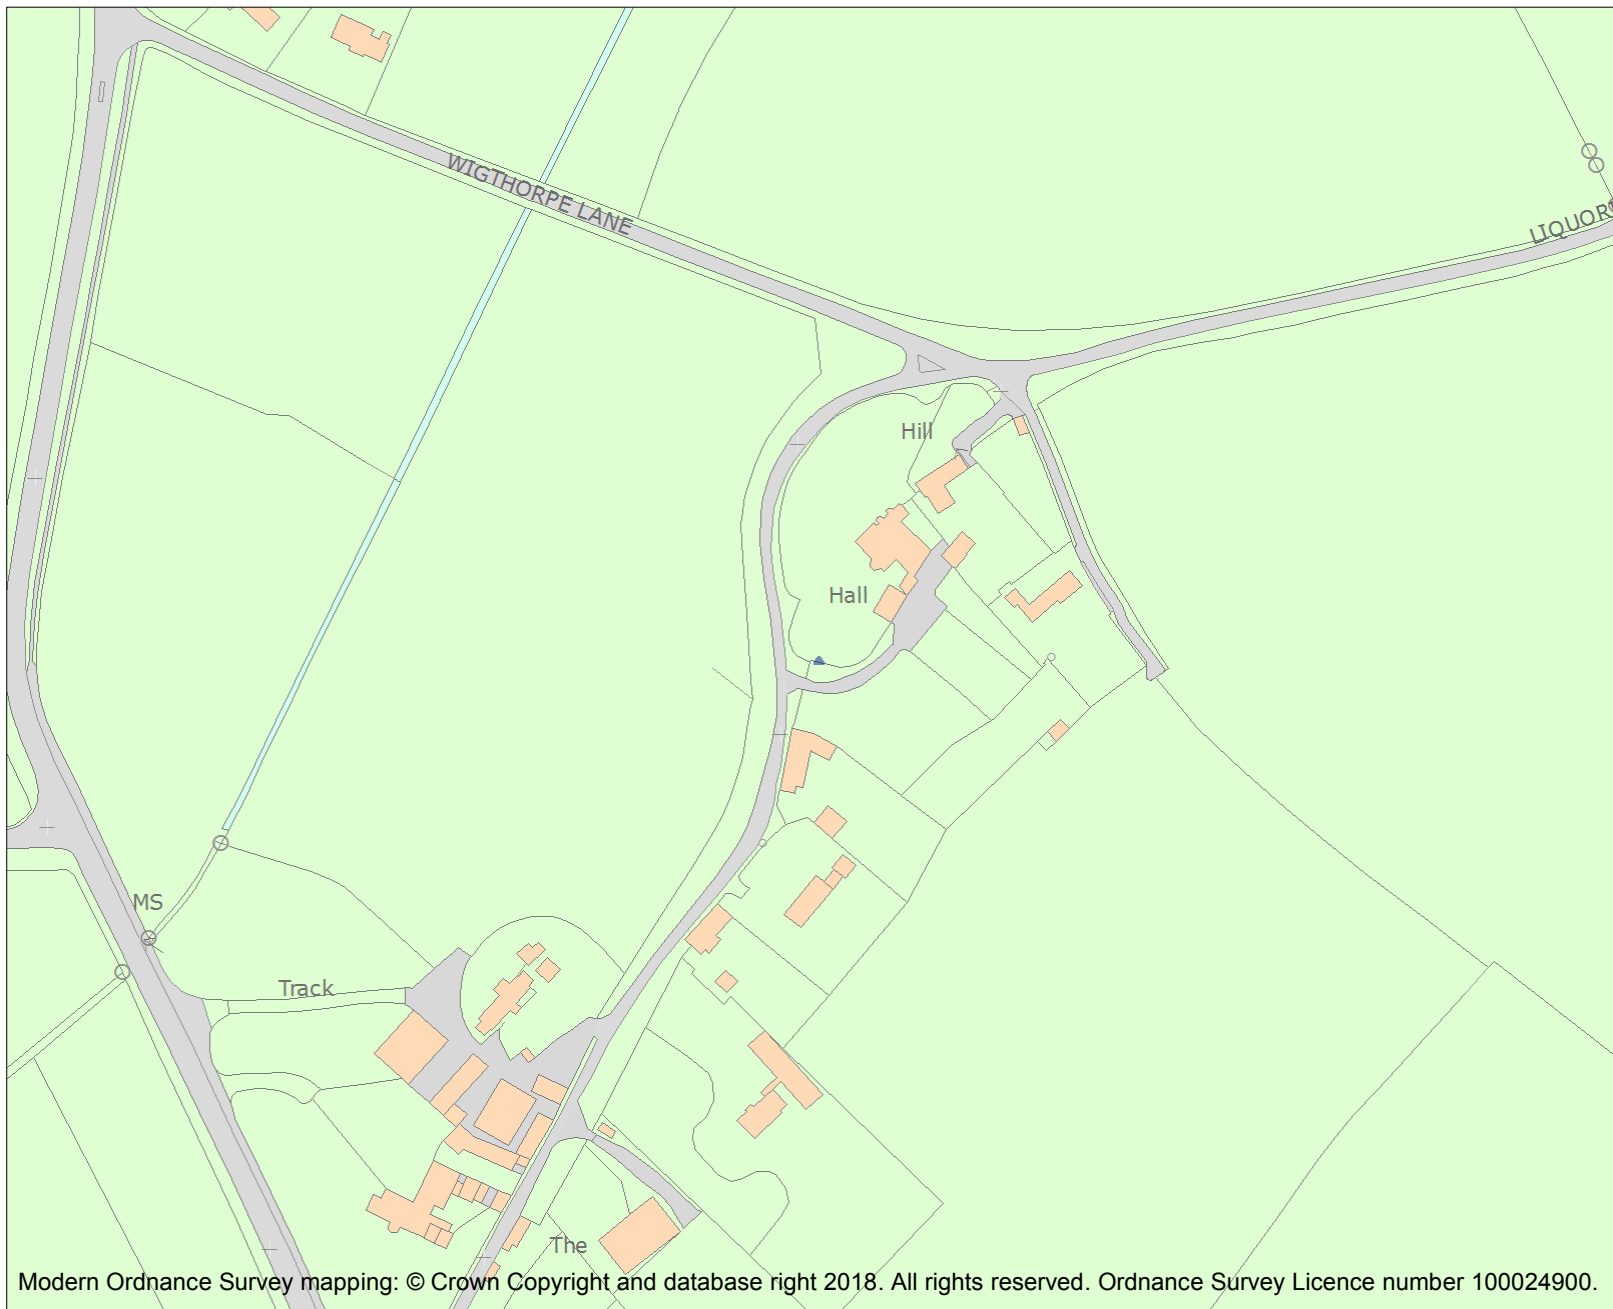 WIGTHORPE LANE
LIQUOR
Hill
Hall
MS
Track
The
Modern Ordnance Survey mapping: © Crown Copyright and database right 2018. All rights reserved. Ordnance Survey Licence number 100024900.